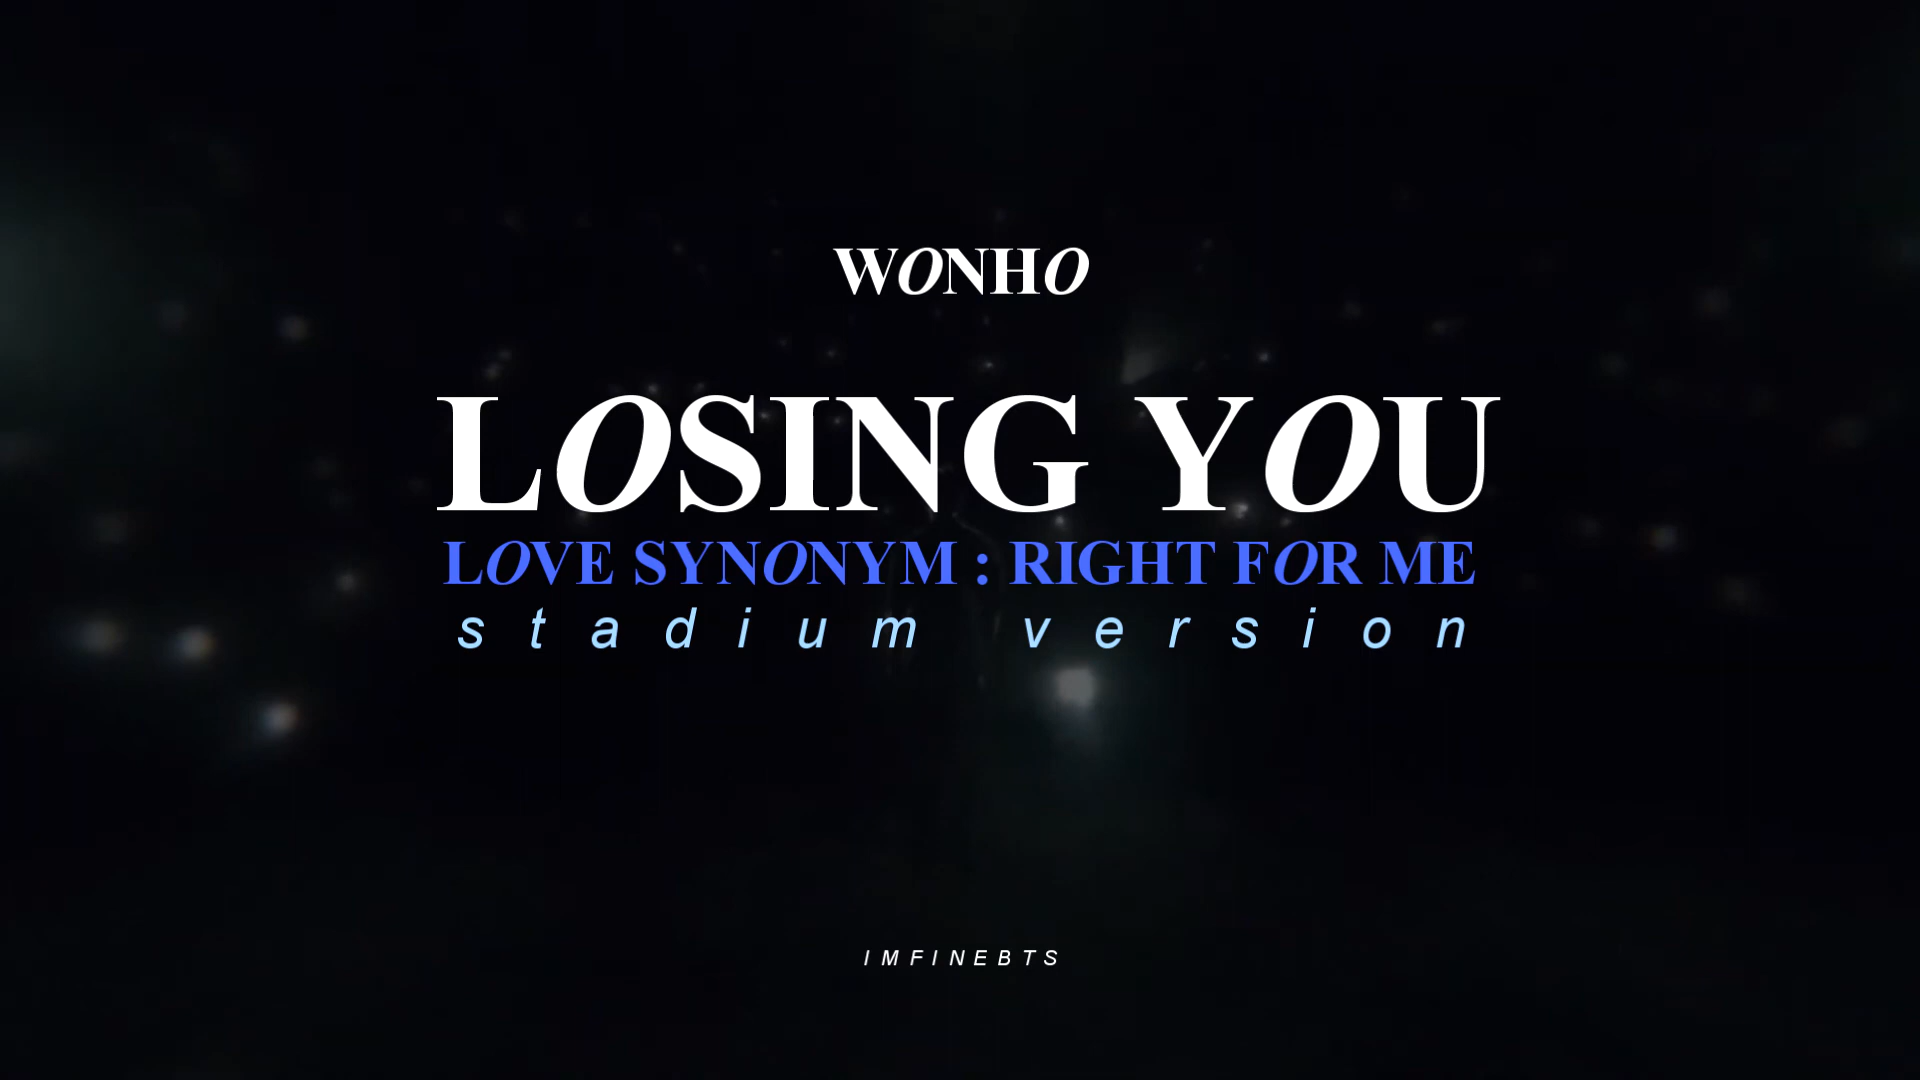 WONHO
LOSING YOU
LOVE SYNONYM : RIGHT FOR ME
stadium version
IMFINEBTS